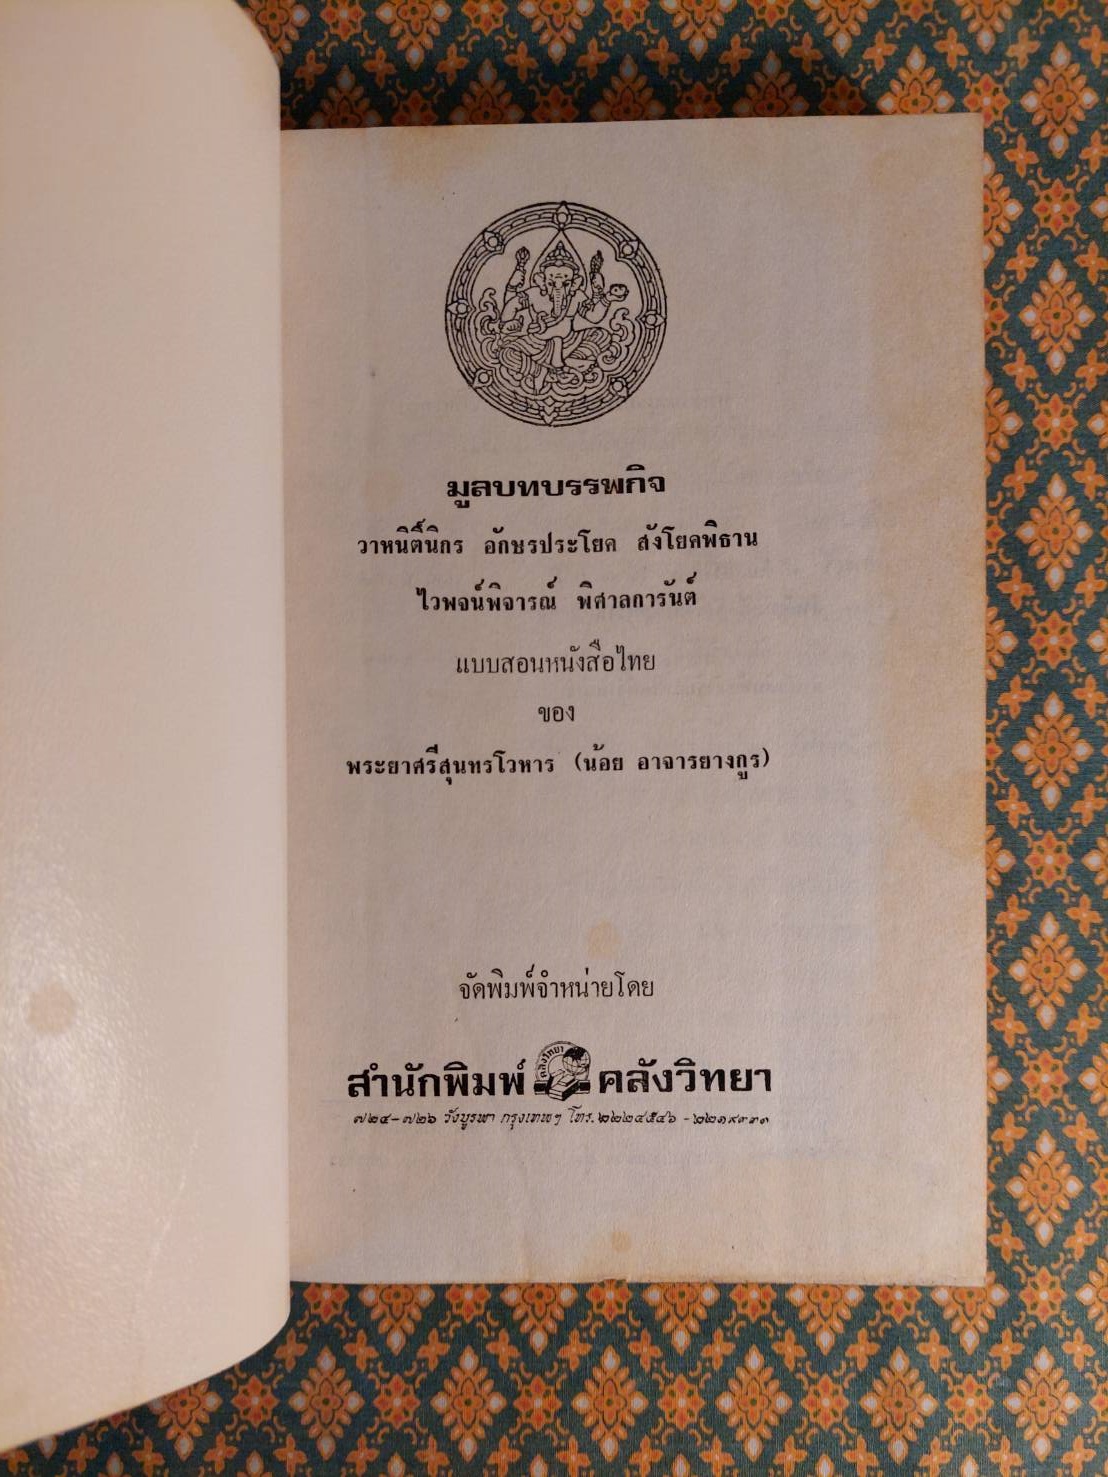 มูลบทบรรพกิจ
วาหนิติ์นิกร อักษรประโยค สังโยคพิธาน
ไวพจน์พิจารณ์ พิศาลการันต์
แบบสอนหนังสือไทย
ของ
พระยาศรีสุนทรโวหาร (น้อย อาจารยางกูร)
จัดพิมพ์จำหน่ายโดย
สำนักพิมพ์ คลังวิทยา คลังวิทยา
๗๒๔-๗๒๖ วังบูรพา กรุงเทพฯ โทร. ๒๒๒๔๕๔๖ -